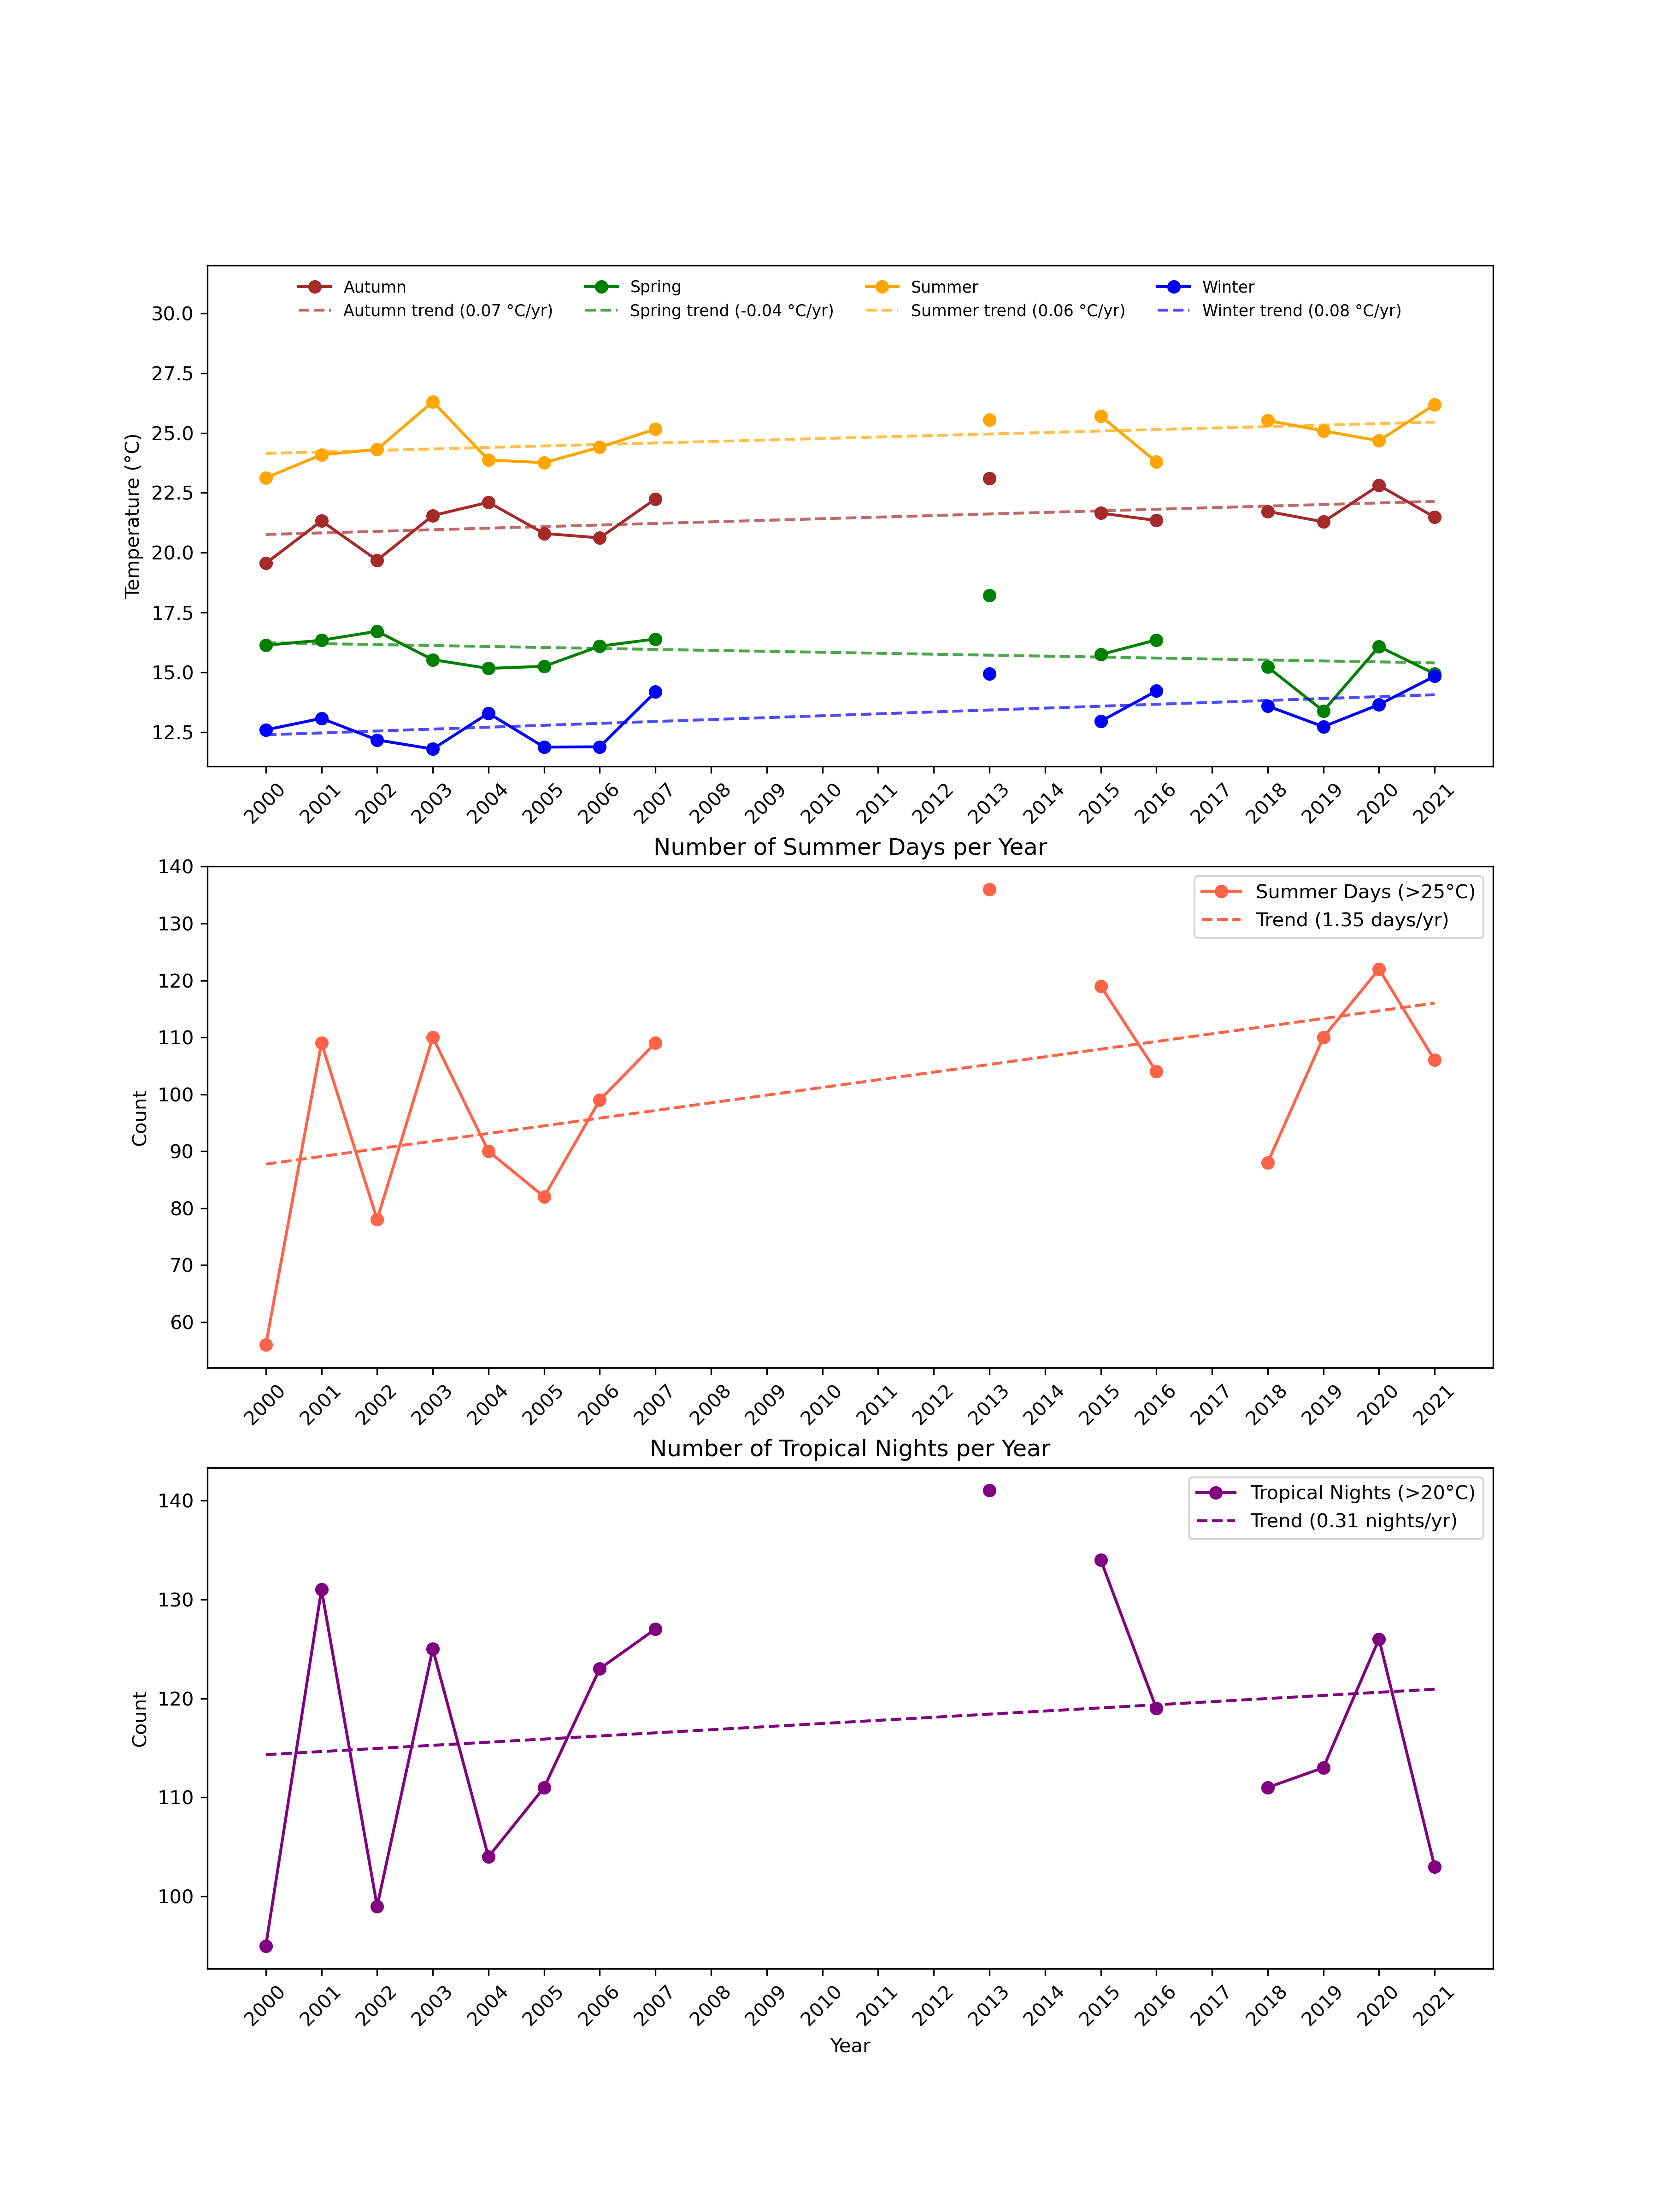 Autumn
Autumn trend (0.07 °C/yr)
Spring
Spring trend (-0.04 °C/yr)
Summer
Summer trend (0.06 °C/yr)
Winter
Winter trend (0.08 °C/yr)
Temperature (°C)
30.0
27.5
25.0
22.5
20.0
17.5
15.0
12.5
2000 2001 2002 2003 2004 2005 2006 2007 2008 2009 2010 2011 2012 2013 2014 2015 2016 2017 2018 2019 2020 2021
Number of Summer Days per Year
Summer Days (>25°C)
Trend (1.35 days/yr)
Count
140
130
120
110
100
90
80
70
60
2000 2001 2002 2003 2004 2005 2006 2007 2008 2009 2010 2011 2012 2013 2014 2015 2016 2017 2018 2019 2020 2021
Number of Tropical Nights per Year
Tropical Nights (>20°C)
Trend (0.31 nights/yr)
Count
140
130
120
110
100
2000 2001 2002 2003 2004 2005 2006 2007 2008 2009 2010 2011 2012 2013 2014 2015 2016 2017 2018 2019 2020 2021
Year